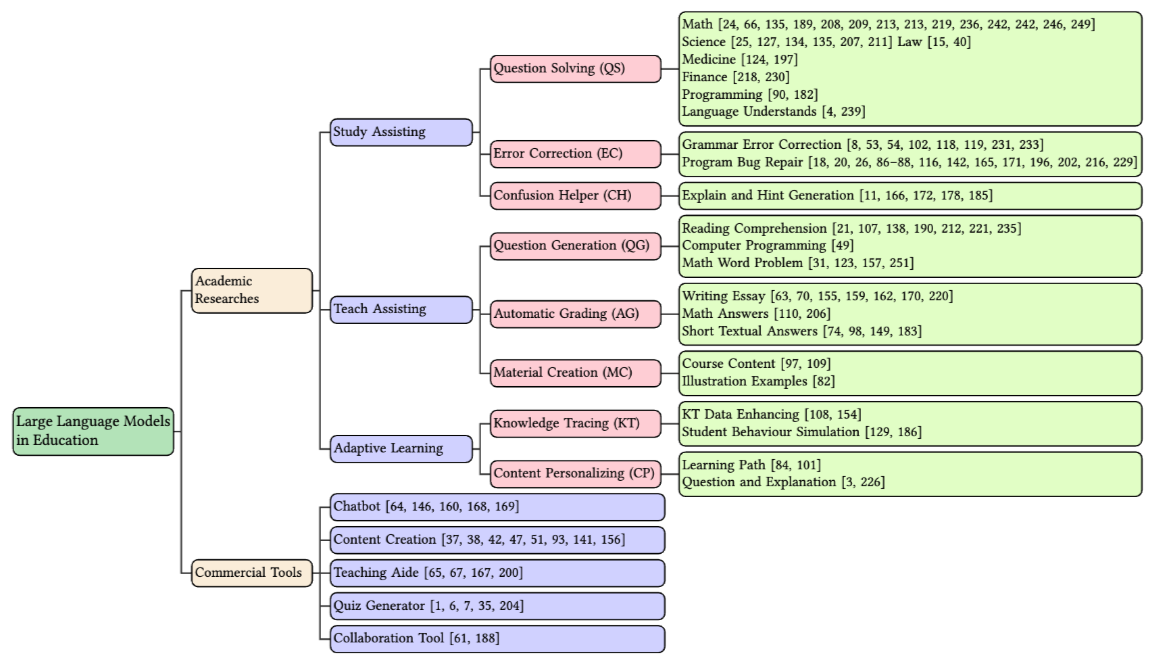 Large Language Models
in Education
Academic
Researches
Study Assisting
Question Solving (QS)
Math [24, 66, 135, 189, 208, 209, 213, 213, 219, 236, 242, 242, 246, 249]
Science [25, 127, 134, 135, 207, 211] Law [15, 40]
Medicine [124, 197]
Finance [218, 230]
Programming [90, 182]
Language Understands [4, 239]
Error Correction (EC)
Grammar Error Correction [8, 53, 54, 102, 118, 119, 231, 233]
Program Bug Repair [18, 20, 26, 86–88, 116, 142, 165, 171, 196, 202, 216, 229]
Confusion Helper (CH)
Explain and Hint Generation [11, 166, 172, 178, 185]
Teach Assisting
Question Generation (QG)
Reading Comprehension [21, 107, 138, 190, 212, 221, 235]
Computer Programming [49]
Math Word Problem [31, 123, 157, 251]
Automatic Grading (AG)
Writing Essay [63, 70, 155, 159, 162, 170, 220]
Math Answers [110, 206]
Short Textual Answers [74, 98, 149, 183]
Material Creation (MC)
Course Content [97, 109]
Illustration Examples [82]
Adaptive Learning
Knowledge Tracing (KT)
KT Data Enhancing [108, 154]
Student Behaviour Simulation [129, 186]
Content Personalizing (CP)
Learning Path [84, 101]
Question and Explanation [3, 226]
Commercial Tools
Chatbot [64, 146, 160, 168, 169]
Content Creation [37, 38, 42, 47, 51, 93, 141, 156]
Teaching Aide [65, 67, 167, 200]
Quiz Generator [1, 6, 7, 35, 204]
Collaboration Tool [61, 188]